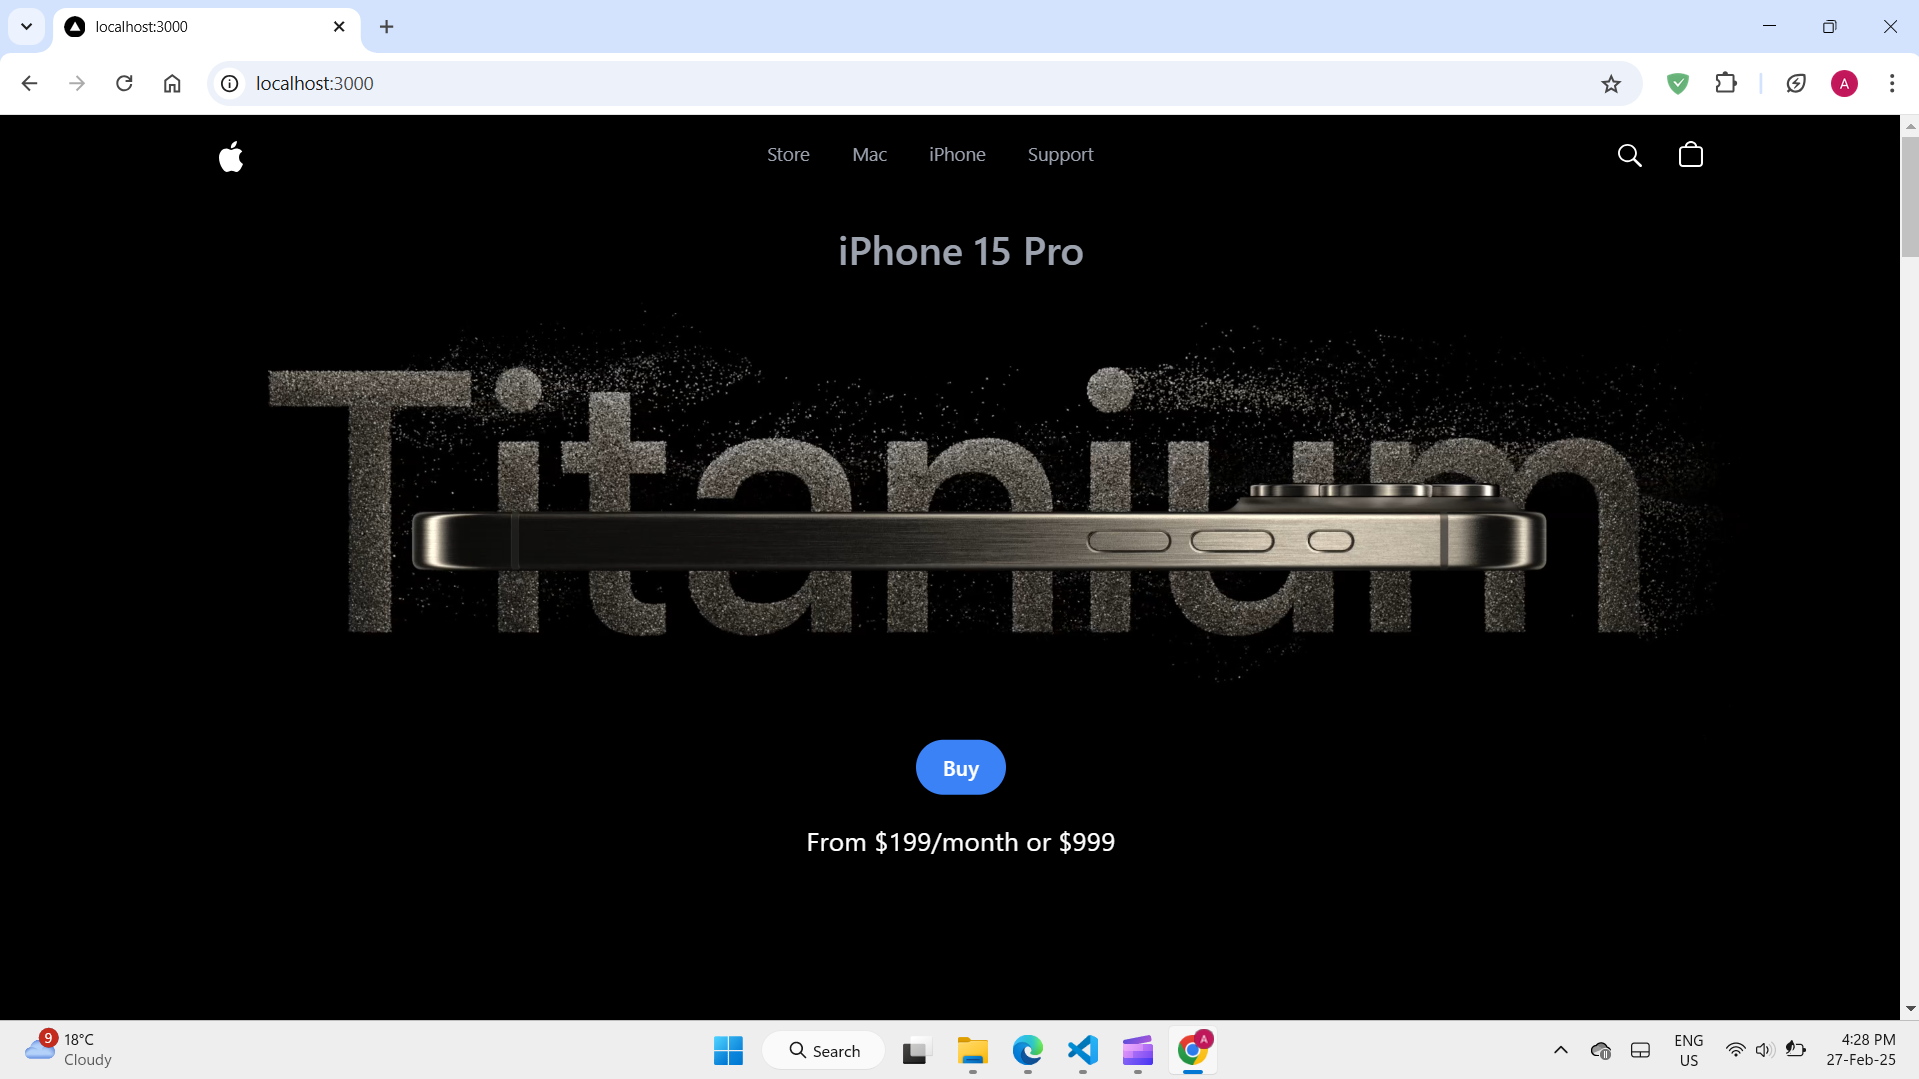 localhost:3000
localhost:3000
A
Store Mac iPhone Support
iPhone 15 Pro
Titanium
Buy
From $199/month or $999
9
18°C
Cloudy
Search
A
ENG
US
4:28 PM
27-Feb-25